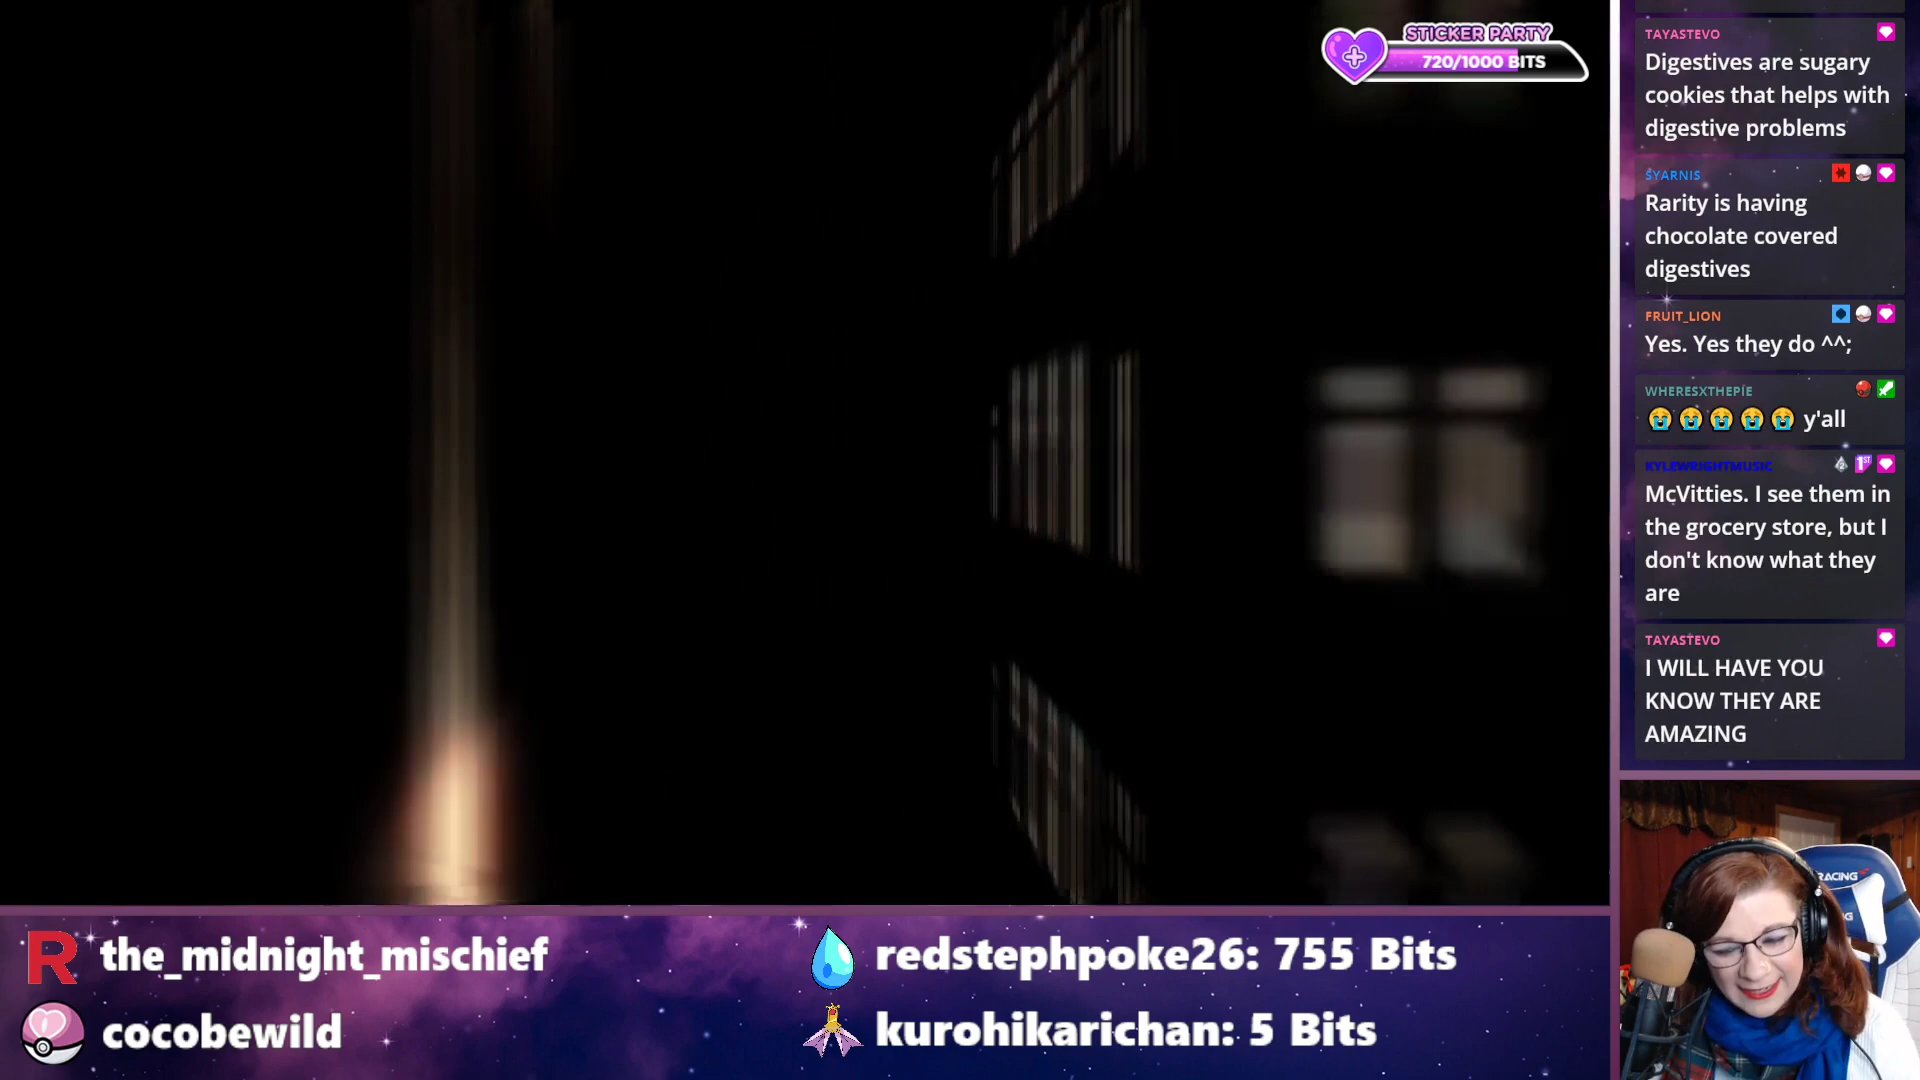 STICKER PARTY
720/1000 BITS
TAYASTEVO
Digestives are sugary
cookies that helps with
digestive problems
SYARNIS
Rarity is having
chocolate covered
digestives
FRUIT_LION
Yes. Yes they do ^^;
WHERESXTHEPIE
😭😭😭😭😭 y'all
KYLEWRIGHTMUSIC
1ST
McVitties. I see them in
the grocery store, but I
don't know what they
are
TAYASTEVO
I WILL HAVE YOU
KNOW THEY ARE
AMAZING
RACING
R the_midnight_mischief
cocobewild
redstephpoke26: 755 Bits
kurohikarichan: 5 Bits